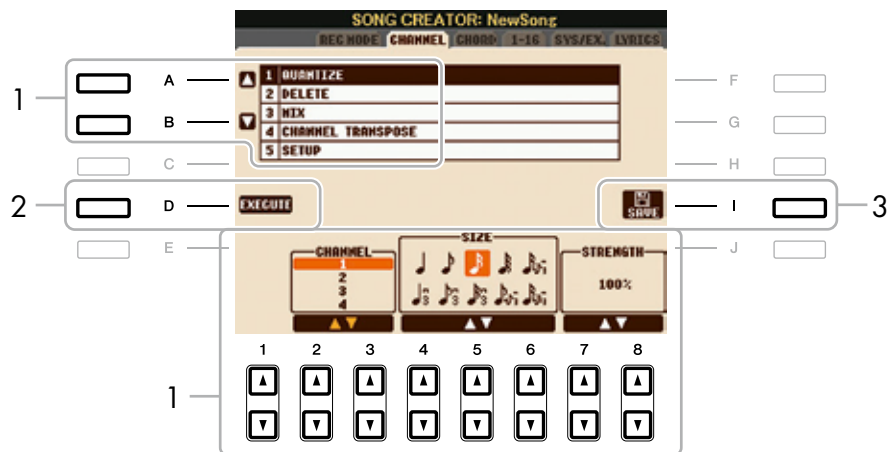 SONG CREATOR: NewSong
REC MODE CHANNEL CHORD 1-16 SYS/EX. LYRICS
1 A 1 QUANTIZE F
2 DELETE
B 3 MIX G
4 CHANNEL TRANSPOSE
C 5 SETUP H
2 D EXECUTE SAVE I 3
E J
CHANNEL SIZE STRENGTH
1
2
3
4
100%
1 2 3 4 5 6 7 8
1